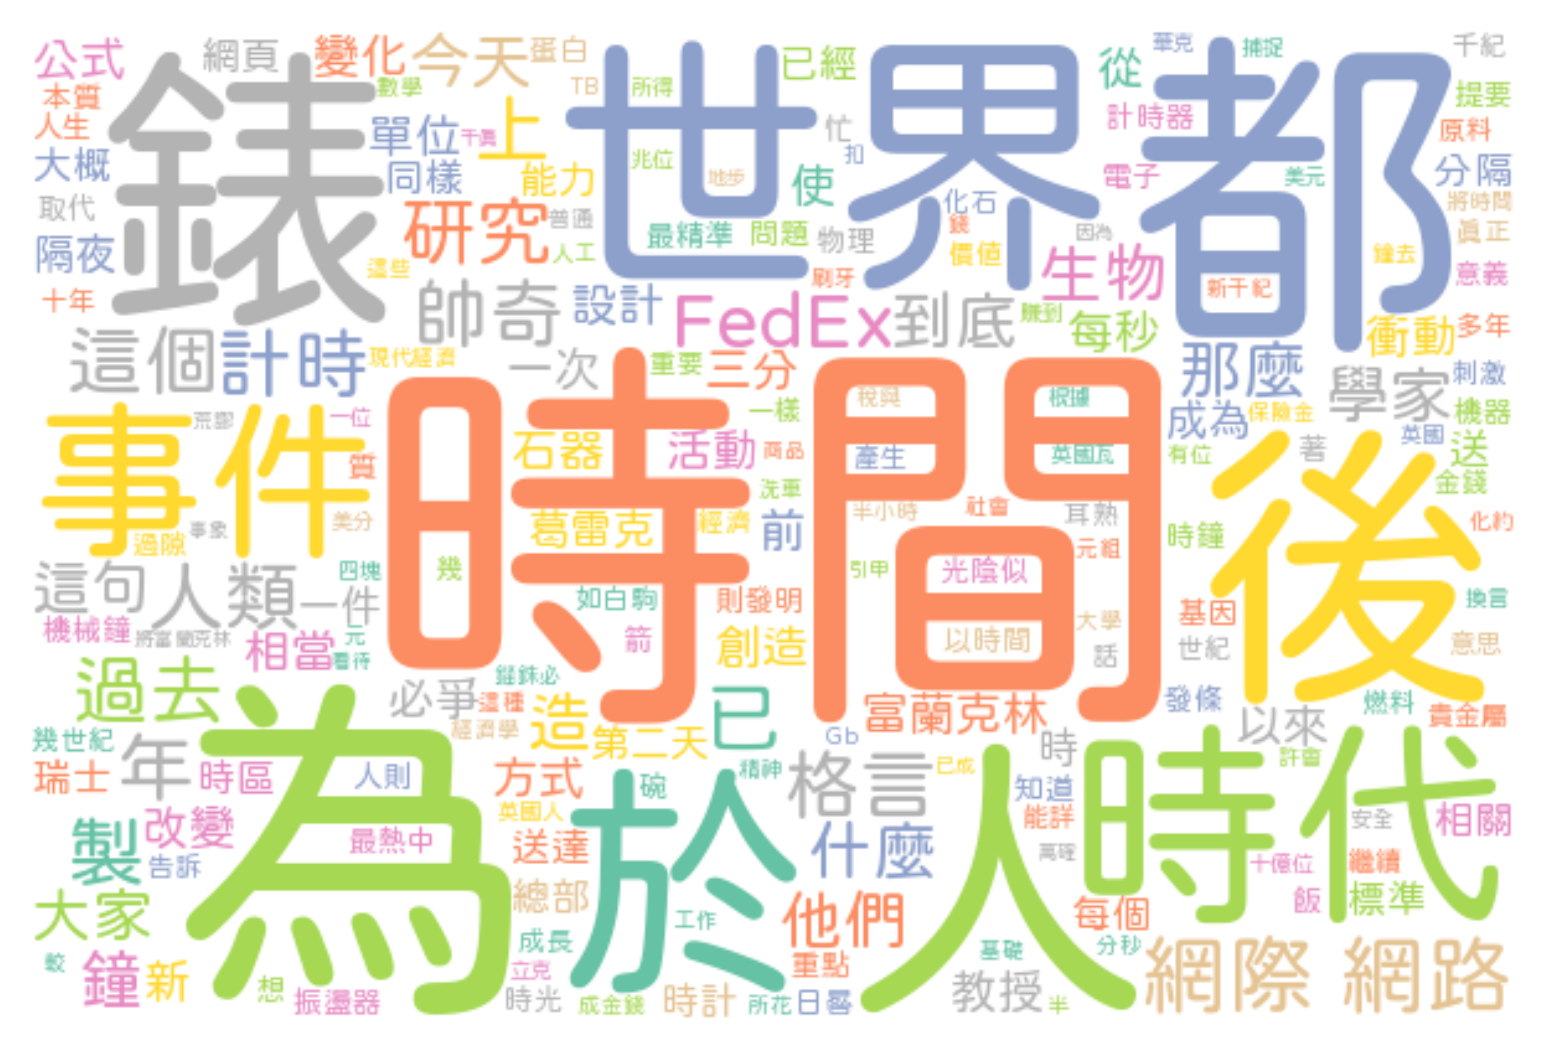 公式
網頁
變化
今天
蛋白
已經
從
華克
捕捉
千紀
本質
數學
TB
所得
錶
世界
都
提要
人生
單位
千真
上
兆位
忙
扣
計時器
原料
大概
同樣
能力
地步
使
電子
美元
分隔
取代
研究
普通
化石
錢
將時間
隔夜
人工
最精準
問題
物理
價值
因為
真正
這些
刷牙
生物
新千紀
鐘去
意義
十年
帥奇
設計
FedEx
到底
賺到
每秒
衝動
多年
這個
計時
現代經濟
一次
重要
三分
那麼
學家
刺激
事件
荒謬
一位
時間
稅與
根據
一樣
成為
保險金
機器
質
石器
活動
商品
產生
英國瓦
有位
著
英國
送
後
金錢
洗車
美分
事象
過隙
葛雷克
經濟
前
半小時
社會
耳熟
時鐘
化約
元組
這句
人類
一件
四塊
幾
引甲
光陰似
如白駒
則發明
基因
換言
機械鐘
將富蘭克林
元
相當
看待
箭
創造
以時間
大學
話
世紀
意思
過去
錙銖必
必爭
這種
經濟學
造
第二天
已
富蘭克林
發條
以來
燃料
貴金屬
幾世紀
年
為
Gb
時
時代
許會
瑞士
時區
人則
方式
碗
精神
格言
已成
人
知道
製
改變
英國人
於
能詳
安全
相關
告訴
最熱中
送達
什麼
萬確
十億位
繼續
大家
總部
工作
他們
每個
飯
標準
較
鐘
新
想
振盪器
成長
立克
時光
成金錢
時計
所花
日晷
重點
基礎
分秒
教授
半
網際 網路